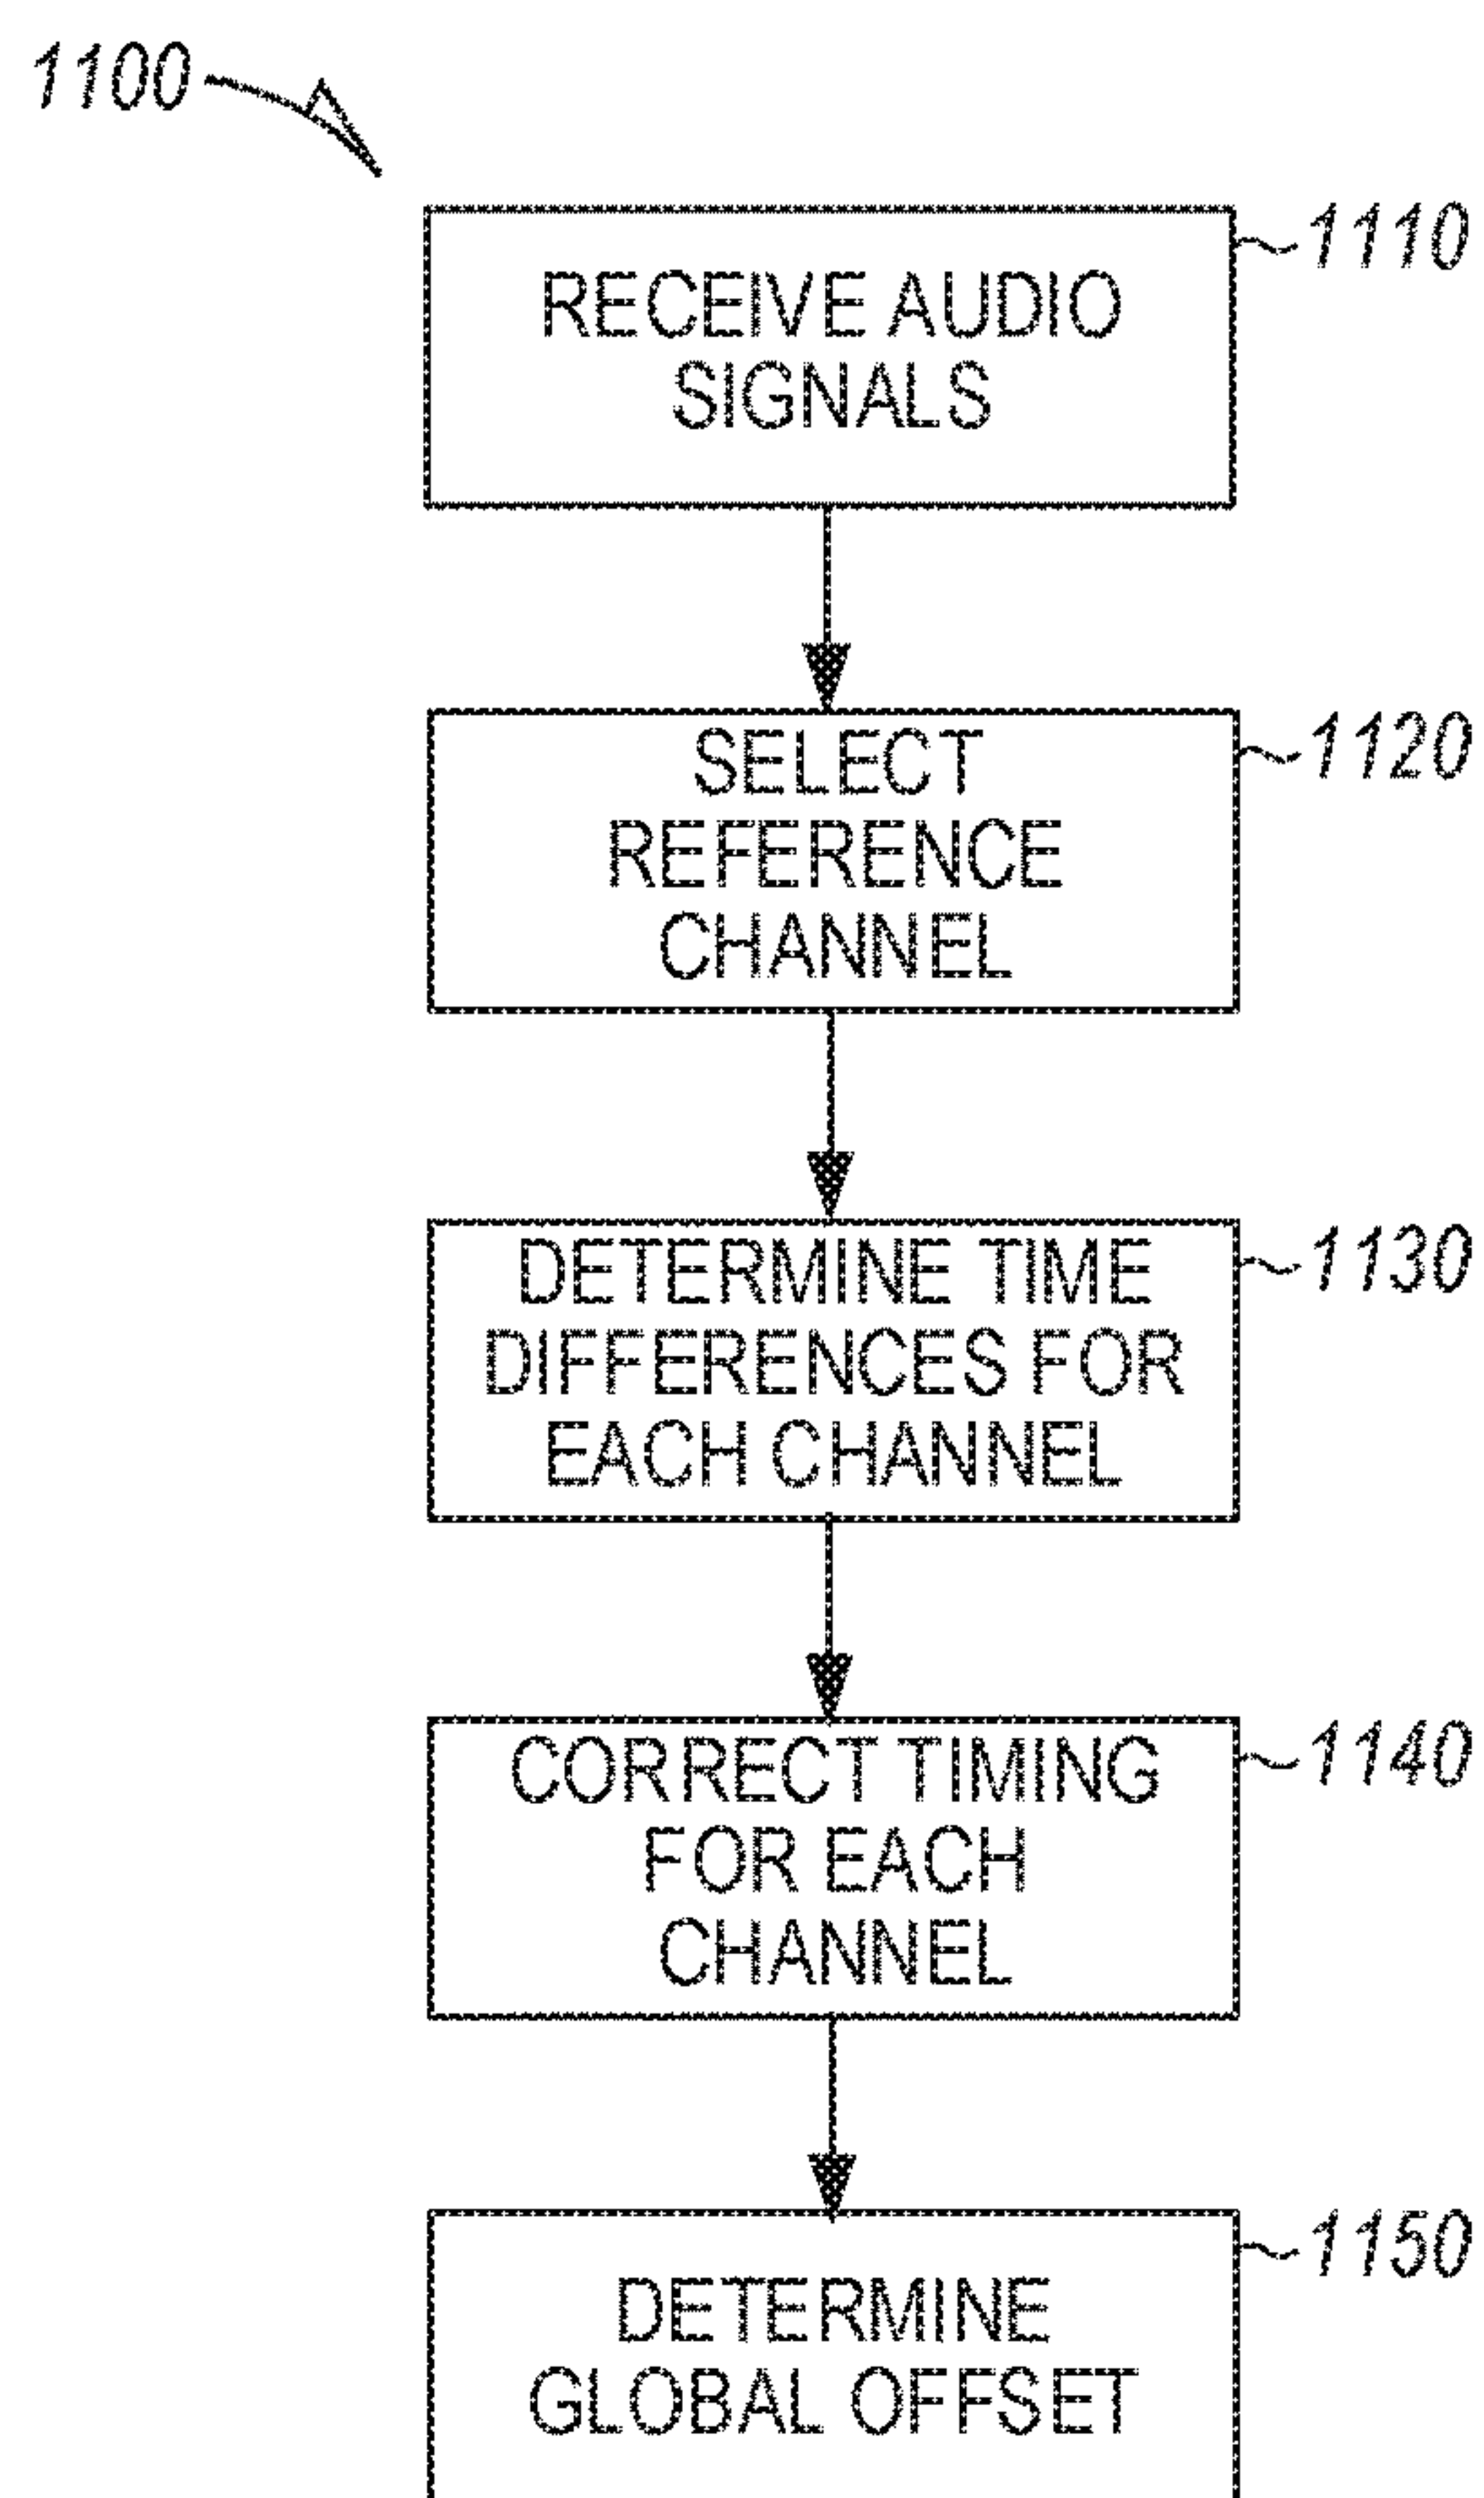 1100
1110
RECEIVE AUDIO
SIGNALS
1120
SELECT
REFERENCE
CHANNEL
1130
DETERMINE TIME
DIFFERENCES FOR
EACH CHANNEL
1140
CORRECT TIMING
FOR EACH
CHANNEL
1150
DETERMINE
GLOBAL OFFSET